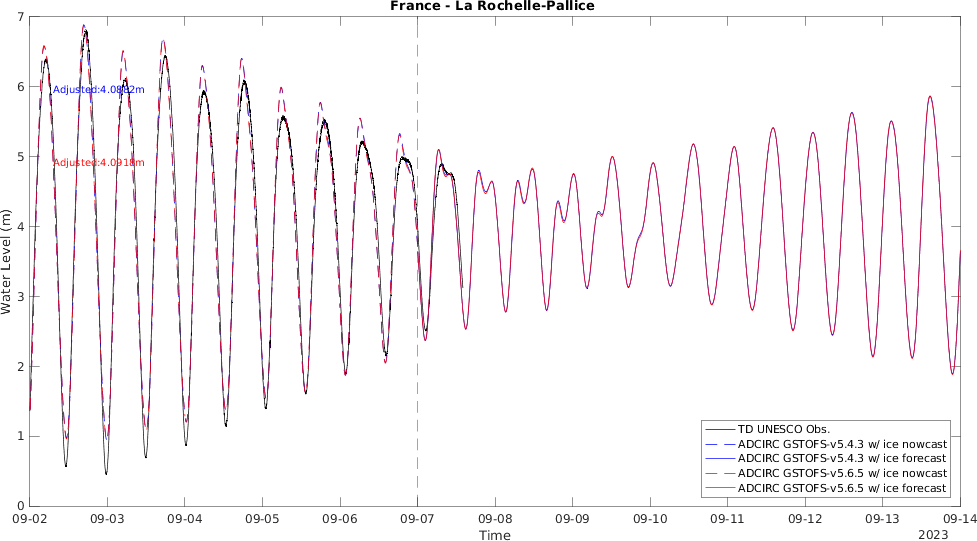 France - La Rochelle-Pallice
Water Level (m)
7
6
5
4
3
2
1
0
Adjusted:4.0882m
Adjusted:4.0918m
TD UNESCO Obs.
ADCIRC GSTOFS-v5.4.3 w/ ice nowcast
ADCIRC GSTOFS-v5.4.3 w/ ice forecast
ADCIRC GSTOFS-v5.6.5 w/ ice nowcast
ADCIRC GSTOFS-v5.6.5 w/ ice forecast
09-02 09-03 09-04 09-05 09-06 09-07 09-08 09-09 09-10 09-11 09-12 09-13 09-14
Time
2023